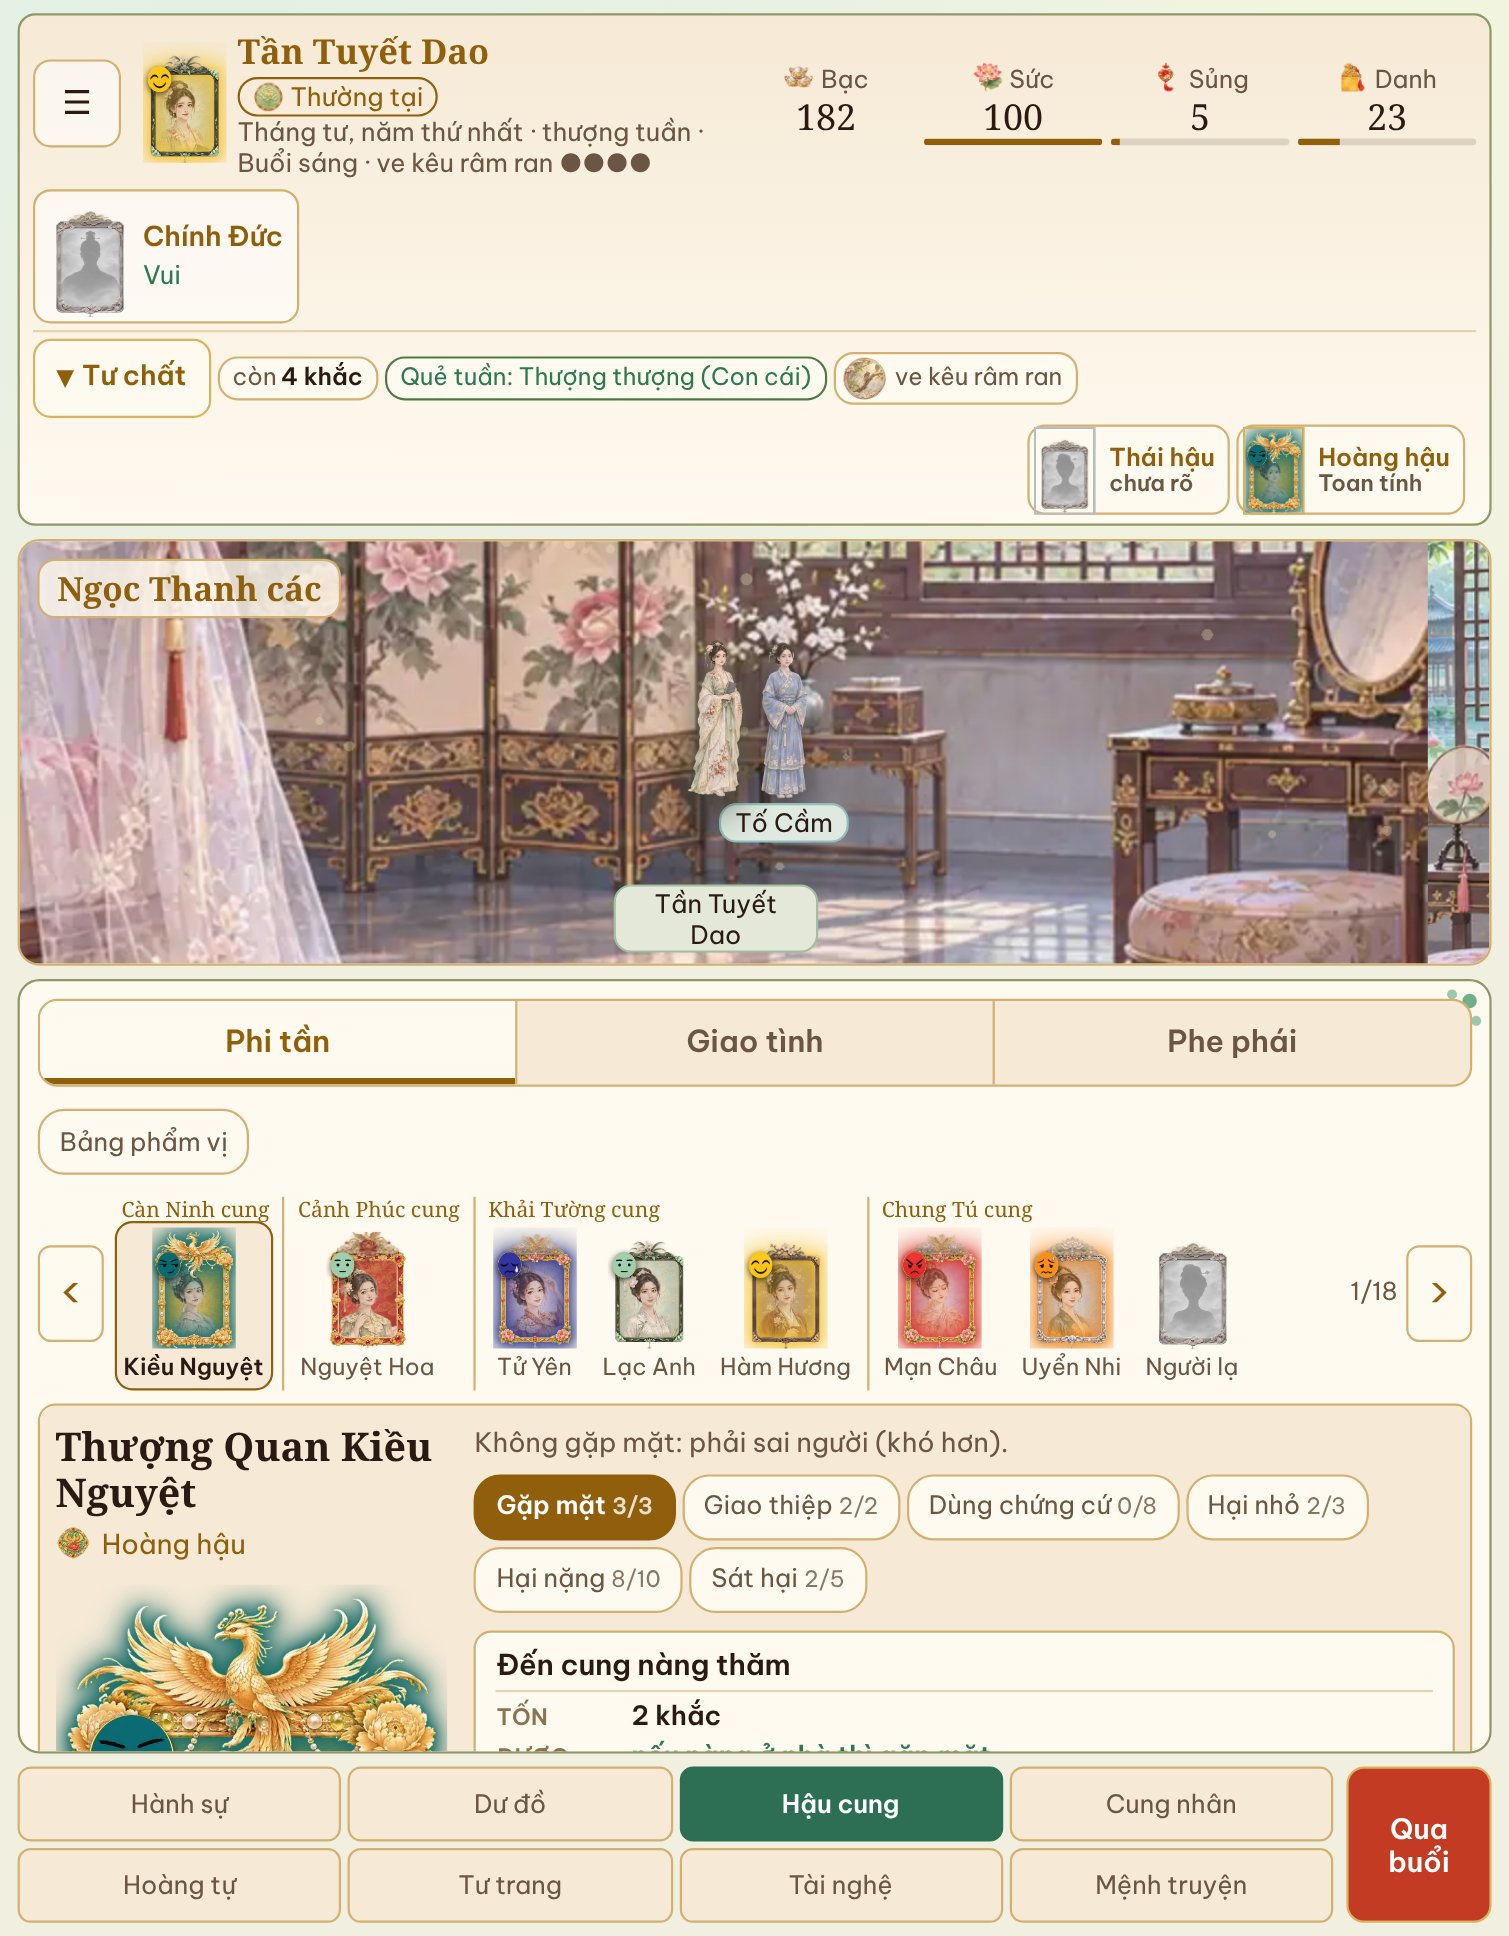 ☰
Tần Tuyết Dao
Thường tại
Tháng tư, năm thứ nhất · thượng tuần ·
Buổi sáng · ve kêu râm ran ●●●●
Bạc
182
Sức
100
Sủng
5
Danh
23
Chính Đức
Vui
▼ Tư chất
còn 4 khắc
Quẻ tuần: Thượng thượng (Con cái)
ve kêu râm ran
Thái hậu
chưa rõ
Hoàng hậu
Toan tính
Ngọc Thanh các
Tố Cầm
Tần Tuyết
Dao
Phi tần
Giao tình
Phe phái
Bảng phẩm vị
Càn Ninh cung
Cảnh Phúc cung
Khải Tường cung
Chung Tú cung
Kiều Nguyệt
Nguyệt Hoa
Tử Yên
Lạc Anh
Hàm Hương
Mạn Châu
Uyển Nhi
Người lạ
1/18
Thượng Quan Kiều
Nguyệt
Hoàng hậu
Không gặp mặt: phải sai người (khó hơn).
Gặp mặt 3/3
Giao thiệp 2/2
Dùng chứng cứ 0/8
Hại nhỏ 2/3
Hại nặng 8/10
Sát hại 2/5
Đến cung nàng thăm
TỐN 2 khắc
Hành sự
Dư đồ
Hậu cung
Cung nhân
Qua
buổi
Hoàng tự
Tư trang
Tài nghệ
Mệnh truyện